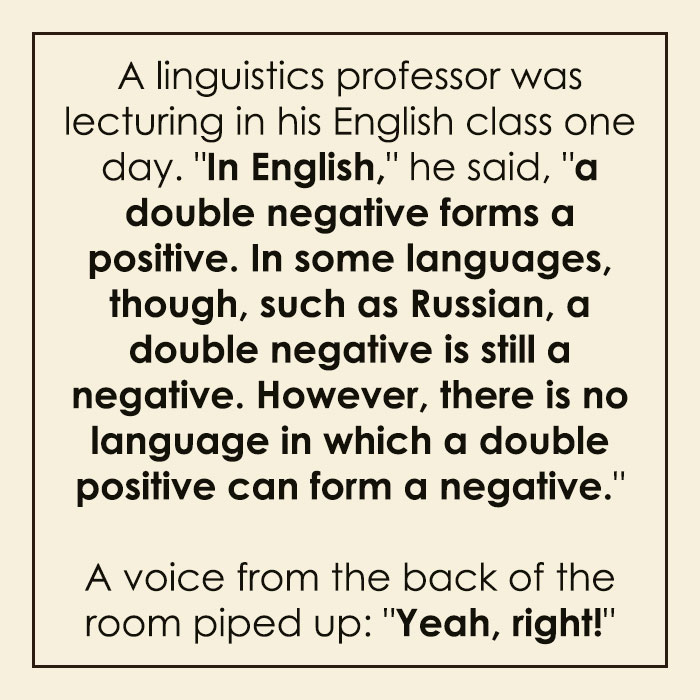 A linguistics professor was
lecturing in his English class one
day. "In English," he said, "a
double negative forms a
positive. In some languages,
though, such as Russian, a
double negative is still a
negative. However, there is no
language in which a double
positive can form a negative."
A voice from the back of the
room piped up: "Yeah, right!"